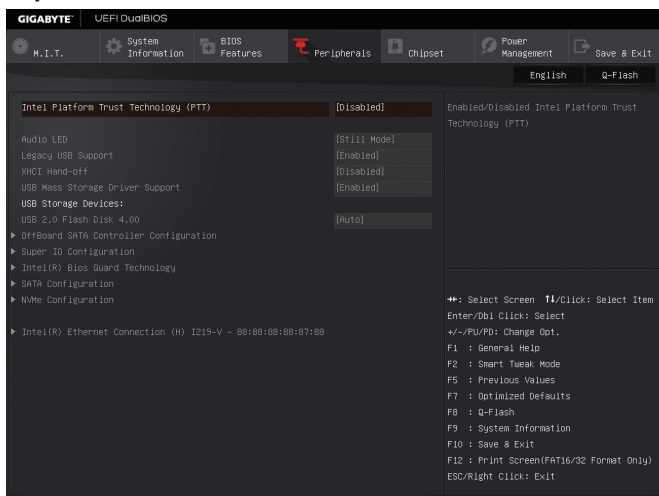 GIGABYTE™ UEFI DualBIOS
M.I.T.
System Information
BIOS Features
Peripherals
Chipset
Power Management
Save & Exit
English Q-Flash
Intel Platform Trust Technology (PTT) [Disabled]
Audio LED [Still Mode]
Legacy USB Support [Enabled]
XHCI Hand-off [Disabled]
USB Mass Storage Driver Support [Enabled]
USB Storage Devices:
USB 2.0 Flash Disk 4.00 [Auto]
OffBoard SATA Controller Configuration
Super IO Configuration
Intel(R) Bios Guard Technology
SATA Configuration
NVMe Configuration
Intel(R) Ethernet Connection (H) I219-V - 88:88:88:88:87:88
Enabled/Disabled Intel Platform Trust
Technology (PTT)
→←: Select Screen ↑↓/Click: Select Item
Enter/Dbl Click: Select
+/-/PU/PD: Change Opt.
F1 : General Help
F2 : Smart Tweak Mode
F5 : Previous Values
F7 : Optimized Defaults
F8 : Q-Flash
F9 : System Information
F10 : Save & Exit
F12 : Print Screen(FAT16/32 Format Only)
ESC/Right Click: Exit